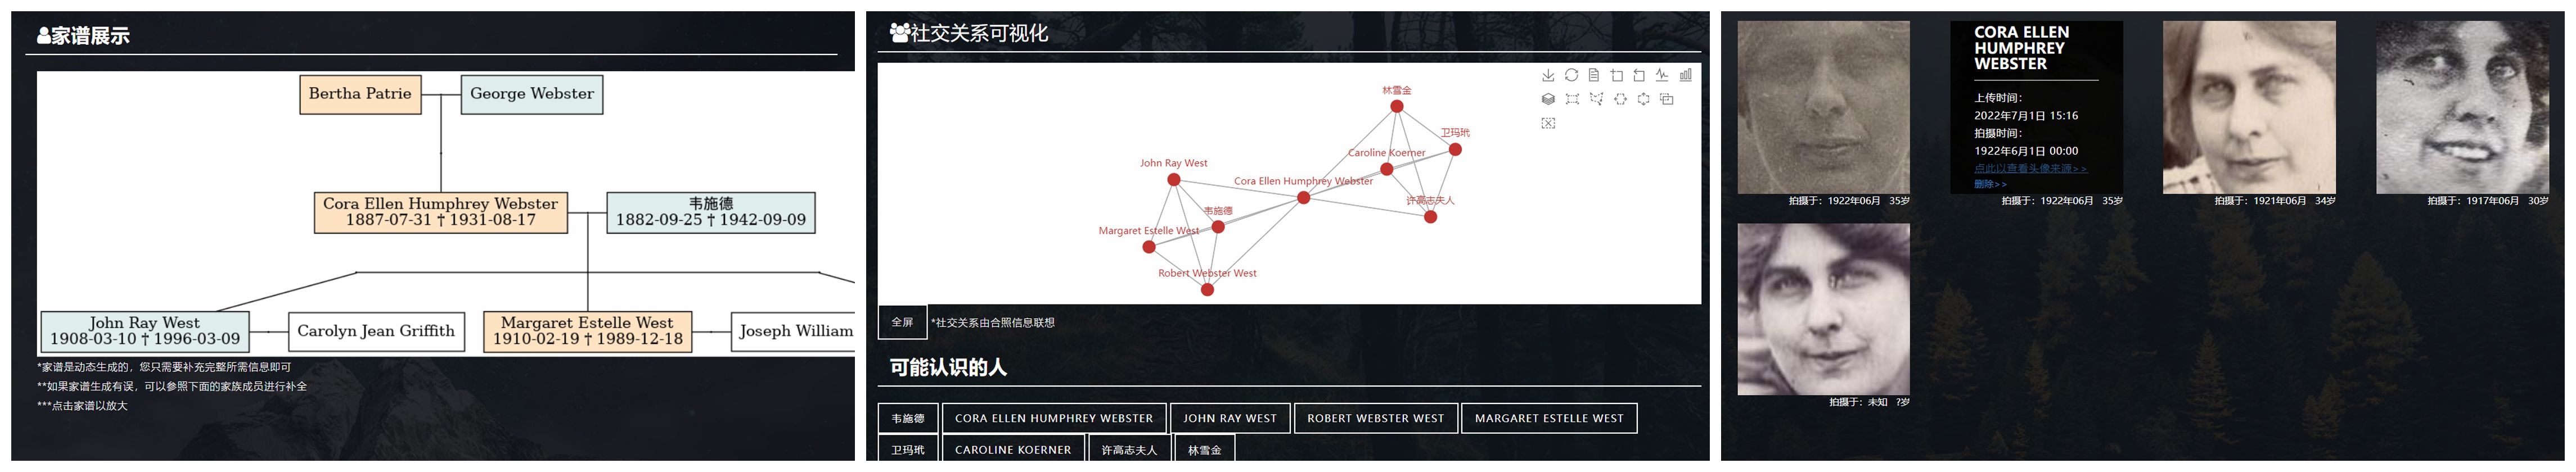 家谱展示
Bertha Patrie
George Webster
Cora Ellen Humphrey Webster
1887-07-31 † 1931-08-17
韦施德
1882-09-25 † 1942-09-09
John Ray West
1908-03-10 † 1996-03-09
Carolyn Jean Griffith
Margaret Estelle West
1910-02-19 † 1989-12-18
Joseph William
*家谱是动态生成的，您只需要补充完整所需信息即可
**如果家谱生成有误，可以参照下面的家族成员进行补全
***点击家谱以放大
社交关系可视化
林雪金
卫玛玳
Caroline Koerner
John Ray West
Cora Ellen Humphrey Webster
许高志夫人
韦施德
Margaret Estelle West
Robert Webster West
全屏
*社交关系由合照信息联想
可能认识的人
韦施德
CORA ELLEN HUMPHREY WEBSTER
JOHN RAY WEST
ROBERT WEBSTER WEST
MARGARET ESTELLE WEST
卫玛玳
CAROLINE KOERNER
许高志夫人
林雪金
CORA ELLEN
HUMPHREY
WEBSTER
上传时间：
2022年7月1日 15:16
拍摄时间：
1922年6月1日 00:00
点此以查看头像来源>>
删除>>
拍摄于：1922年06月 35岁
拍摄于：1922年06月 35岁
拍摄于：1921年06月 34岁
拍摄于：1917年06月 30岁
拍摄于：未知 ?岁